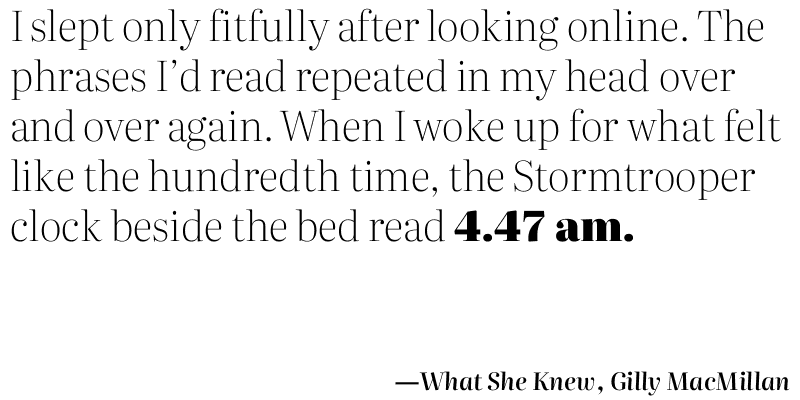 I slept only fitfully after looking online. The
phrases I’d read repeated in my head over
and over again. When I woke up for what felt
like the hundredth time, the Stormtrooper
clock beside the bed read 4.47 am.
—What She Knew, Gilly MacMillan